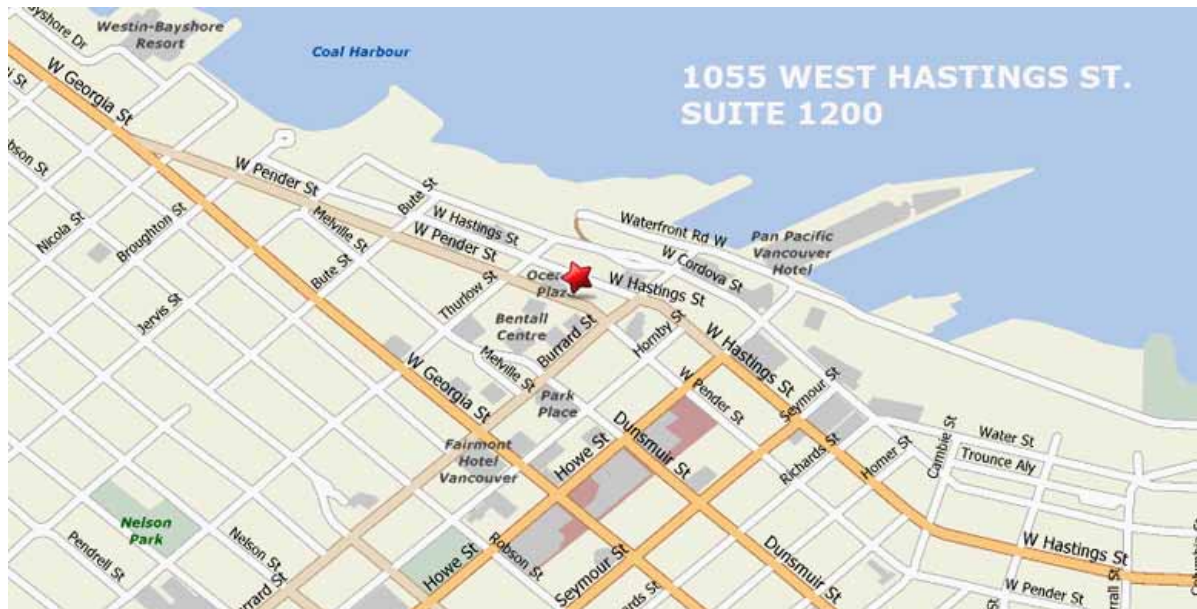 Bayshore Dr
Westin-Bayshore
Resort
Coal Harbour
1055 WEST HASTINGS ST.
SUITE 1200
W Georgia St
W Pender St
Bute St
Melville St
W Hastings St
W Pender St
Waterfront Rd W
Pan Pacific
Vancouver
Hotel
W Cordova St
Nicola St
Broughton St
Bute St
Jervis St
Thurlow St
W Hastings St
Bentall
Centre
Burrard St
Hornby St
W Hastings St
Melville St
W Georgia St
W Pender St
Seymour St
Park
Place
Dunsmuir St
Howe St
Fairmont
Hotel
Vancouver
Richards St
Homer St
Cambie St
Water St
Trounce Aly
Nelson
Park
Nelson St
Pendrell St
Howe St
Robson St
Seymour St
Dunsmuir St
W Hastings St
W Pender St
Richards St